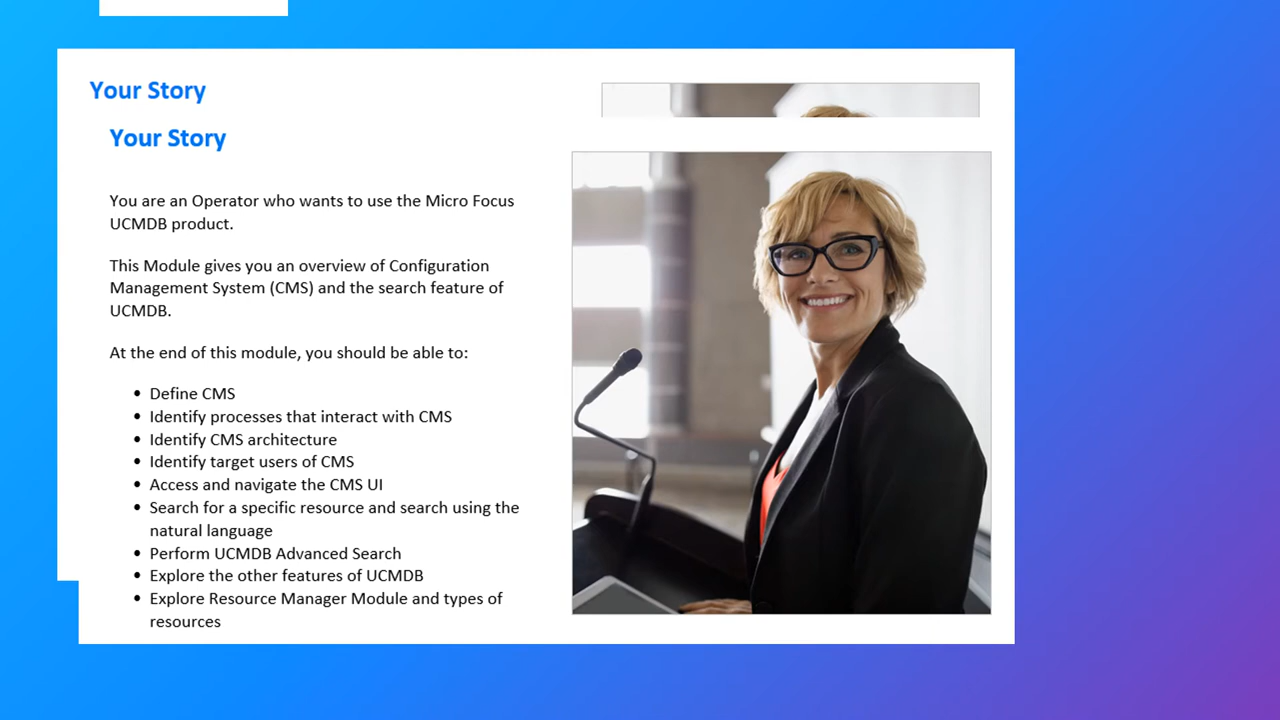 Your Story
Your Story
You are an Operator who wants to use the Micro Focus
UCMDB product.
This Module gives you an overview of Configuration
Management System (CMS) and the search feature of
UCMDB.
At the end of this module, you should be able to:
• Define CMS
• Identify processes that interact with CMS
• Identify CMS architecture
• Identify target users of CMS
• Access and navigate the CMS UI
• Search for a specific resource and search using the
natural language
• Perform UCMDB Advanced Search
• Explore the other features of UCMDB
• Explore Resource Manager Module and types of
resources